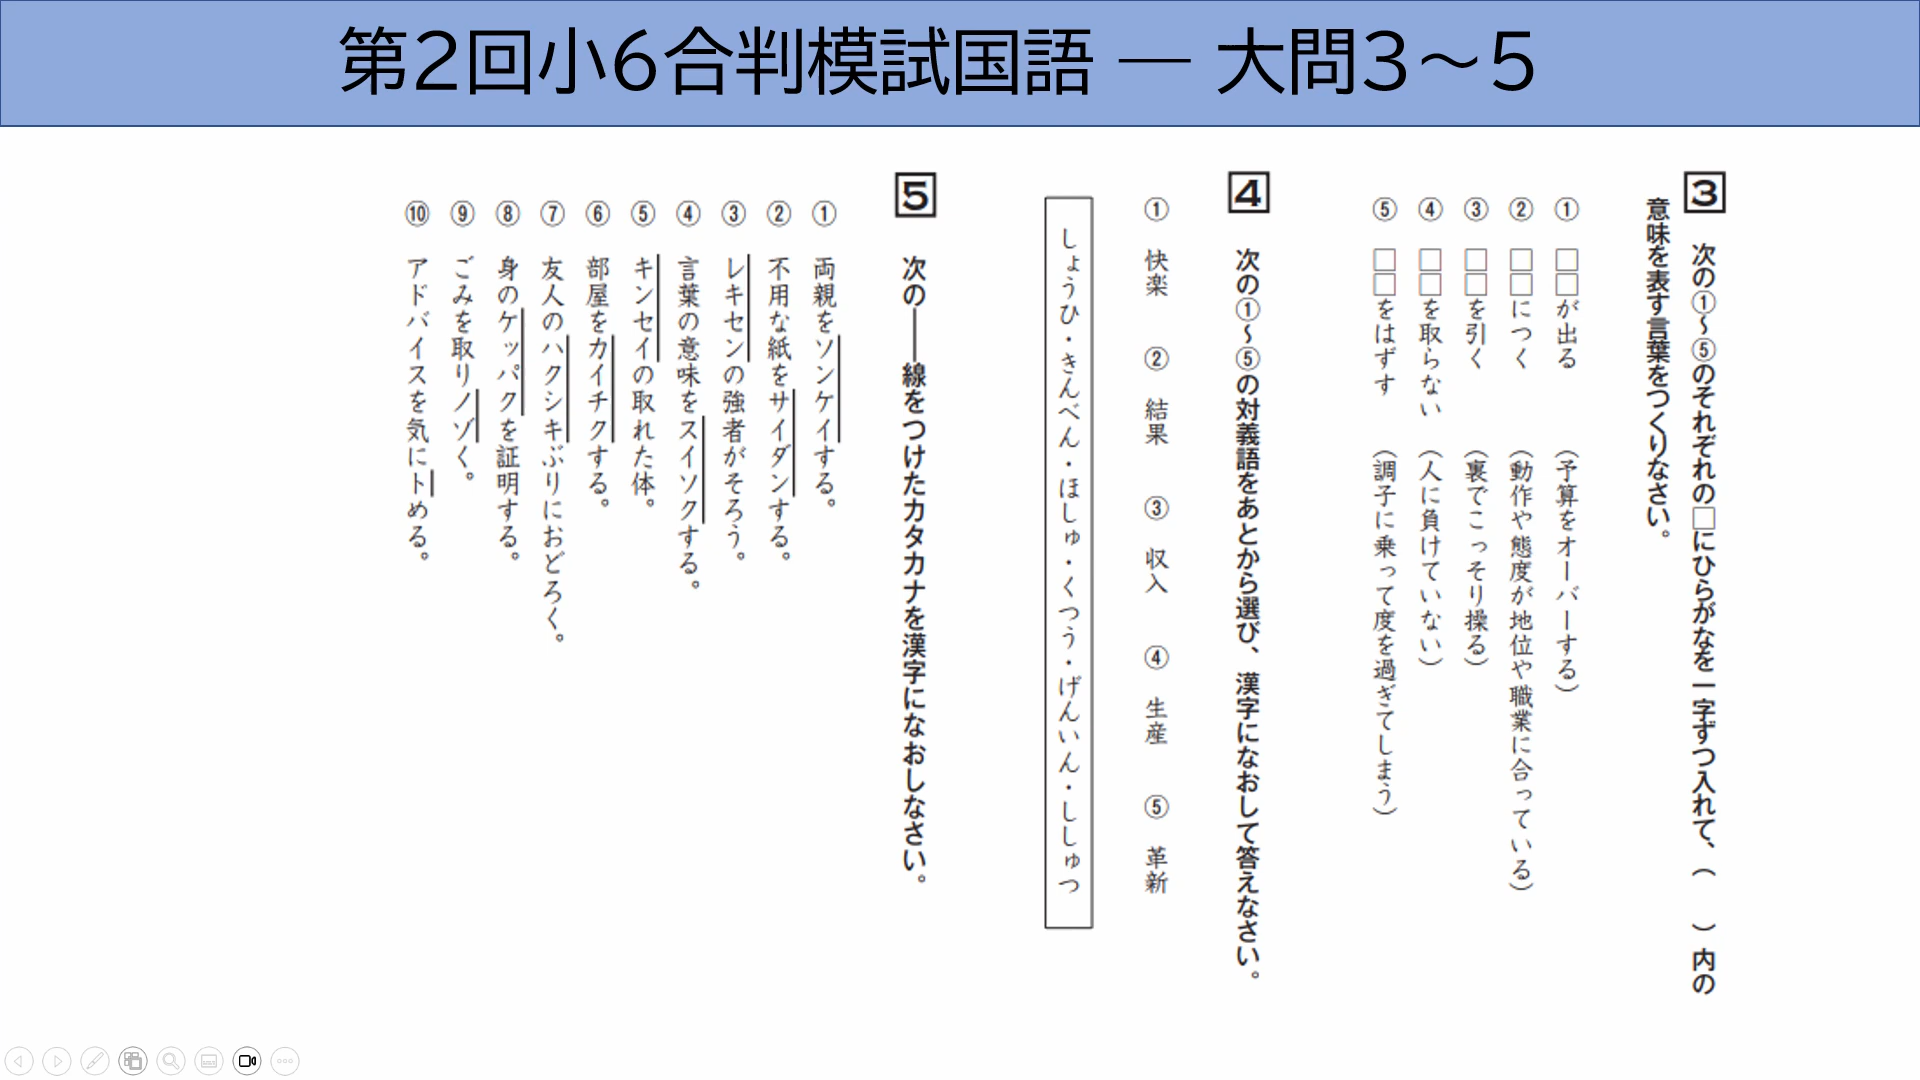 第2回小6合判模試国語 ― 大問3～5
3
次の①～⑤のそれぞれの□にひらがなを一字ずつ入れて、（　　）内の
意味を表す言葉をつくりなさい。
① □□が出る （予算をオーバーする）
② □□につく （動作や態度が地位や職業に合っている）
③ □□を引く （裏でこっそり操る）
④ □□を取らない （人に負けていない）
⑤ □□をはずす （調子に乗って度を過ぎてしまう）
4
次の①～⑤の対義語をあとから選び、漢字になおして答えなさい。
① 快楽 ② 結果 ③ 収入 ④ 生産 ⑤ 革新
しょうひ・きんべん・ほしゅ・くつう・げんいん・ししゅつ
5
次の――線をつけたカタカナを漢字になおしなさい。
① 両親をソンケイする。
② 不用な紙をサイダンする。
③ レキセンの強者がそろう。
④ 言葉の意味をスイソクする。
⑤ キンセイの取れた体。
⑥ 部屋をカイチクする。
⑦ 友人のハクシキぶりにおどろく。
⑧ 身のケッパクを証明する。
⑨ ごみを取りノゾく。
⑩ アドバイスを気にトめる。